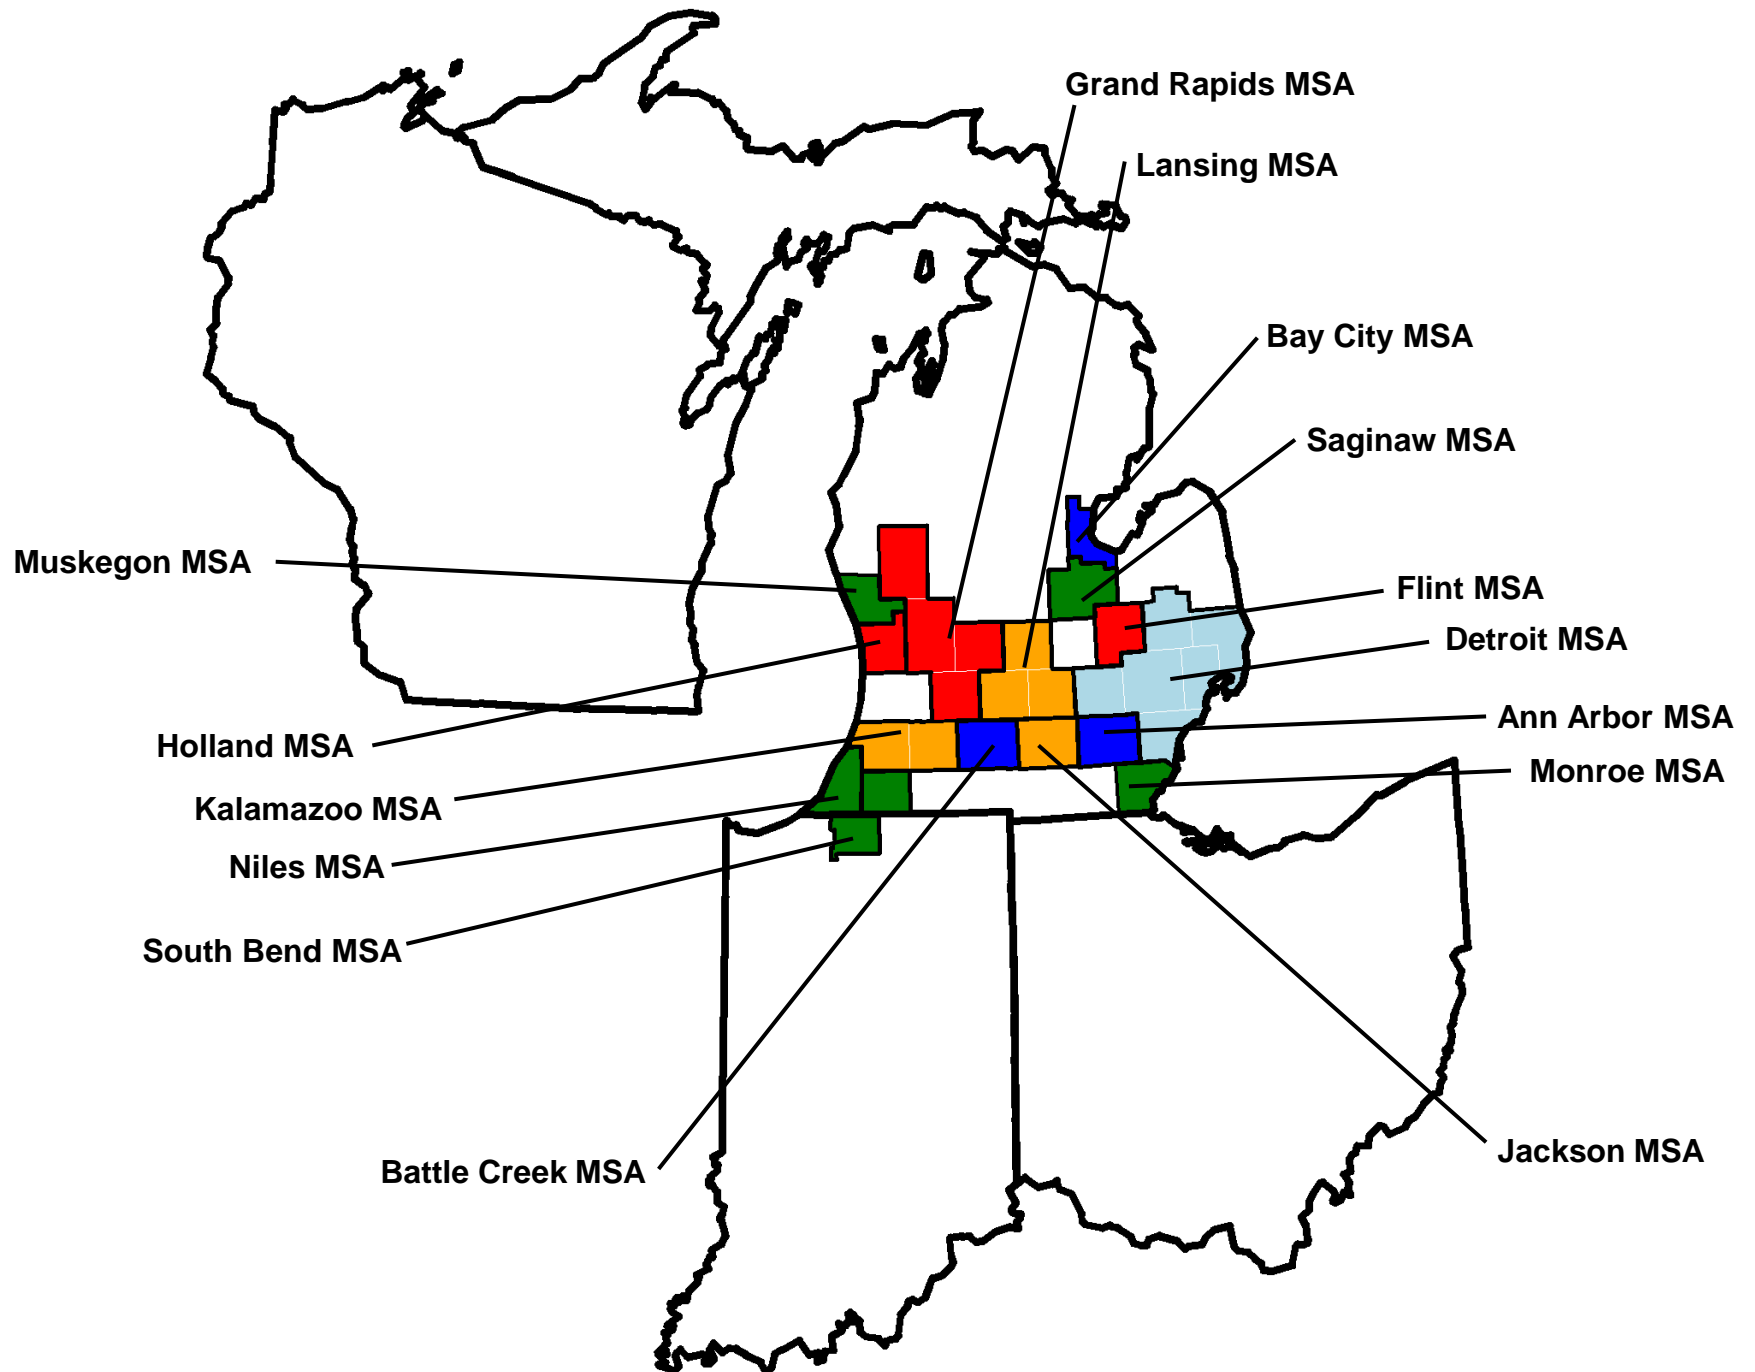 Grand Rapids MSA
Lansing MSA
Bay City MSA
Saginaw MSA
Muskegon MSA
Flint MSA
Detroit MSA
Ann Arbor MSA
Holland MSA
Monroe MSA
Kalamazoo MSA
Niles MSA
South Bend MSA
Jackson MSA
Battle Creek MSA